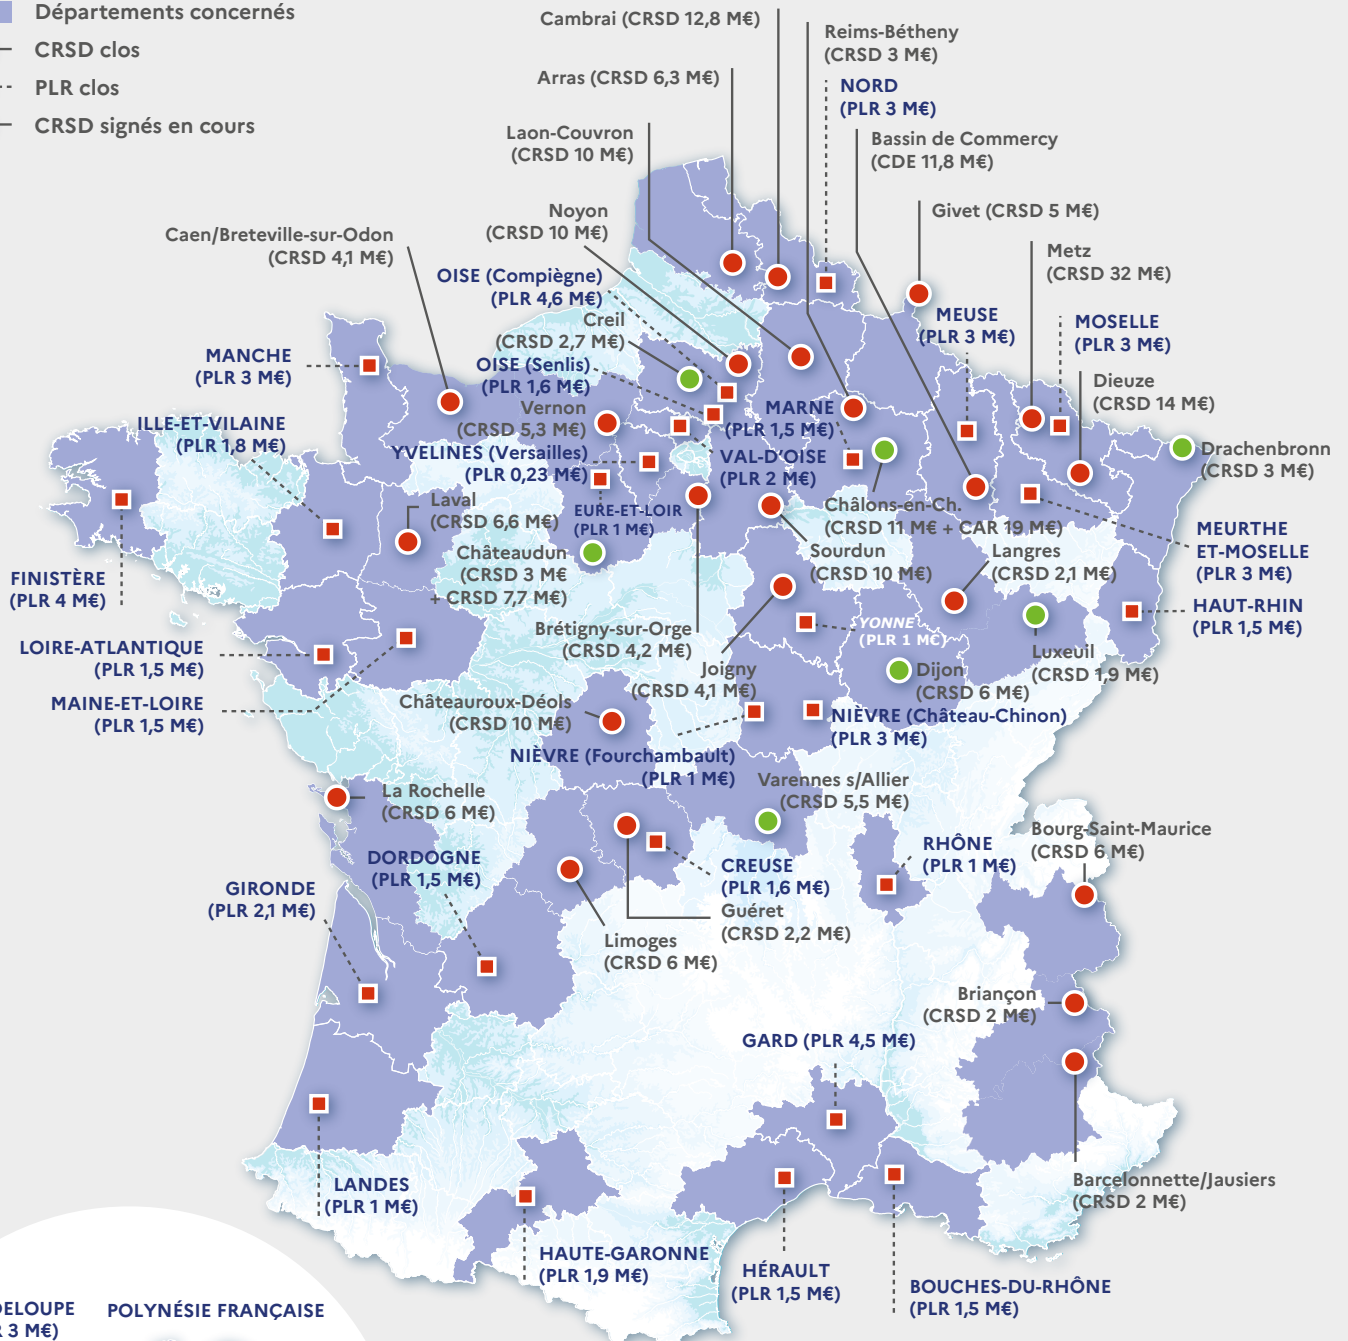 Départements concernés
CRSD clos
PLR clos
CRSD signés en cours
Cambrai (CRSD 12,8 M€)
Reims-Bétheny
(CRSD 3 M€)
Arras (CRSD 6,3 M€)
NORD
(PLR 3 M€)
Laon-Couvron
(CRSD 10 M€)
Bassin de Commercy
(CDE 11,8 M€)
Noyon
(CRSD 10 M€)
Givet (CRSD 5 M€)
Caen/Breteville-sur-Odon
(CRSD 4,1 M€)
Metz
(CRSD 32 M€)
OISE (Compiègne)
(PLR 4,6 M€)
Creil
(CRSD 2,7 M€)
MEUSE
(PLR 3 M€)
MOSELLE
(PLR 3 M€)
MANCHE
(PLR 3 M€)
OISE (Senlis)
(PLR 1,6 M€)
Dieuze
(CRSD 14 M€)
Vernon
(CRSD 5,3 M€)
MARNE
(PLR 1,5 M€)
ILLE-ET-VILAINE
(PLR 1,8 M€)
YVELINES (Versailles)
(PLR 0,23 M€)
VAL-D'OISE
(PLR 2 M€)
Drachenbronn
(CRSD 3 M€)
Laval
(CRSD 6,6 M€)
EURE-ET-LOIR
(PLR 1 M€)
Châlons-en-Ch.
(CRSD 11 M€ + CAR 19 M€)
MEURTHE
ET-MOSELLE
(PLR 3 M€)
Châteaudun
(CRSD 3 M€
+ CRSD 7,7 M€)
Sourdun
(CRSD 10 M€)
Langres
(CRSD 2,1 M€)
FINISTÈRE
(PLR 4 M€)
HAUT-RHIN
(PLR 1,5 M€)
Brétigny-sur-Orge
(CRSD 4,2 M€)
YONNE
(PLR 1 M€)
LOIRE-ATLANTIQUE
(PLR 1,5 M€)
Luxeuil
(CRSD 1,9 M€)
Joigny
(CRSD 4,1 M€)
Dijon
(CRSD 6 M€)
MAINE-ET-LOIRE
(PLR 1,5 M€)
Châteauroux-Déols
(CRSD 10 M€)
NIÈVRE (Château-Chinon)
(PLR 3 M€)
NIÈVRE (Fourchambault)
(PLR 1 M€)
Varennes s/Allier
(CRSD 5,5 M€)
La Rochelle
(CRSD 6 M€)
Bourg-Saint-Maurice
(CRSD 6 M€)
DORDOGNE
(PLR 1,5 M€)
CREUSE
(PLR 1,6 M€)
RHÔNE
(PLR 1 M€)
GIRONDE
(PLR 2,1 M€)
Guéret
(CRSD 2,2 M€)
Limoges
(CRSD 6 M€)
Briançon
(CRSD 2 M€)
GARD (PLR 4,5 M€)
LANDES
(PLR 1 M€)
Barcelonnette/Jausiers
(CRSD 2 M€)
HAUTE-GARONNE
(PLR 1,9 M€)
HÉRAULT
(PLR 1,5 M€)
BOUCHES-DU-RHÔNE
(PLR 1,5 M€)
DELOUPE
3 M€)
POLYNÉSIE FRANÇAISE